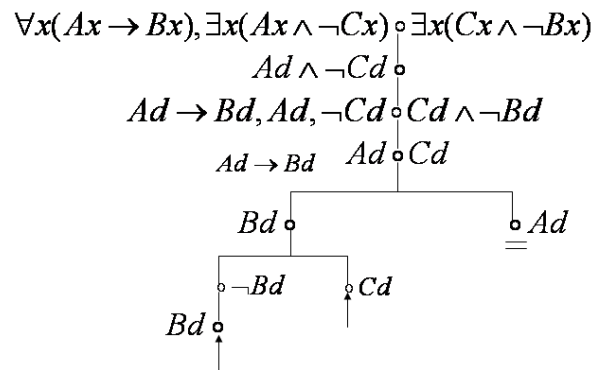 ∀x(Ax → Bx), ∃x(Ax ∧ ¬Cx) ∘ ∃x(Cx ∧ ¬Bx)
Ad ∧ ¬Cd ∘
Ad → Bd, Ad, ¬Cd ∘ Cd ∧ ¬Bd
Ad → Bd Ad ∘ Cd
Bd ∘ ∘ Ad
∘ ¬Bd ∘ Cd
Bd ∘